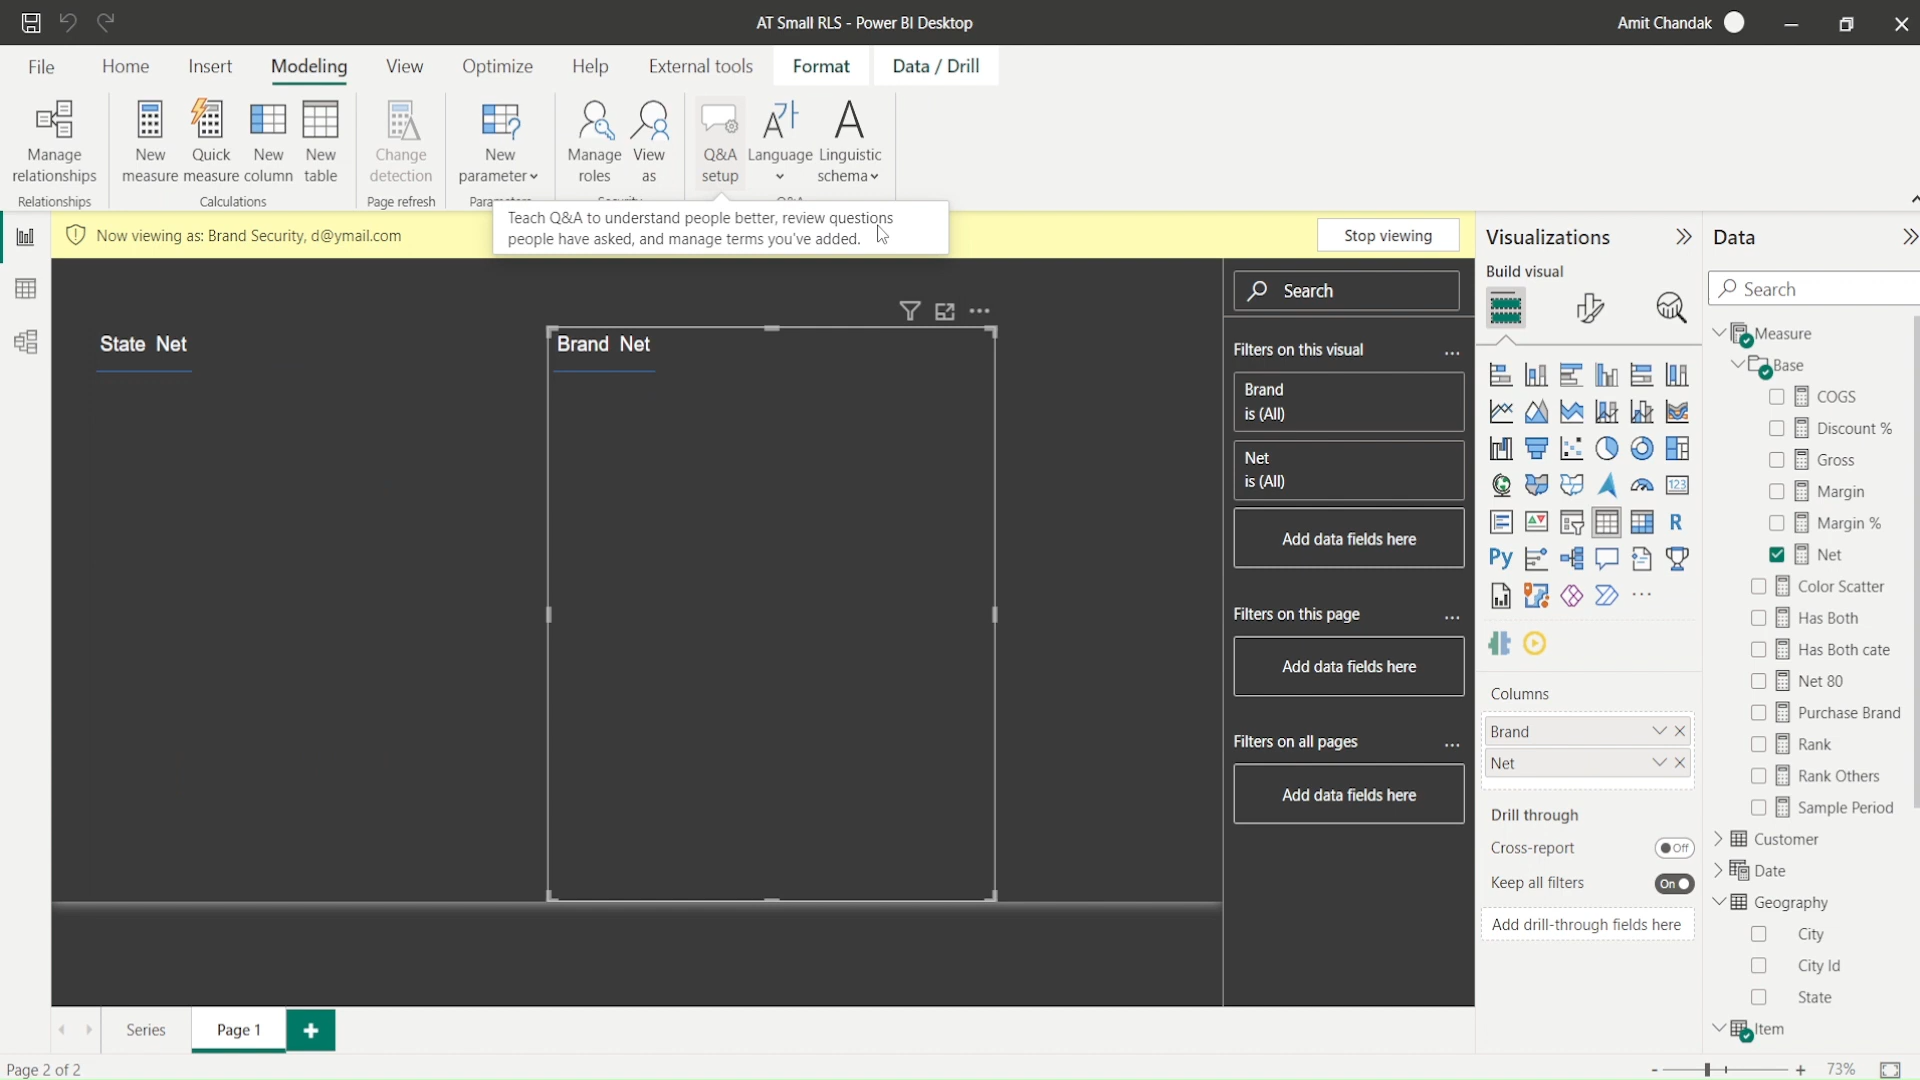 AT Small RLS - Power BI Desktop
Amit Chandak
File
Home
Insert
Modeling
View
Optimize
Help
External tools
Format
Data / Drill
Manage
relationships
New
measure
Quick
measure
New
column
New
table
Change
detection
New
parameter
Manage
roles
View
as
Q&A
setup
Language
Linguistic
schema
Relationships
Calculations
Page refresh
Teach Q&A to understand people better, review questions
people have asked, and manage terms you've added.
Now viewing as: Brand Security, d@ymail.com
Stop viewing
State Net
Brand Net
Search
Filters on this visual
Brand
is (All)
Net
is (All)
Add data fields here
Filters on this page
Add data fields here
Filters on all pages
Add data fields here
Visualizations
Build visual
123
R
Py
Columns
Brand
Net
Drill through
Cross-report
Off
Keep all filters
On
Add drill-through fields here
Data
Search
Measure
Base
COGS
Discount %
Gross
Margin
Margin %
Net
Color Scatter
Has Both
Has Both cate
Net 80
Purchase Brand
Rank
Rank Others
Sample Period
Customer
Date
Geography
City
City Id
State
Item
Series
Page 1
Page 2 of 2
73%